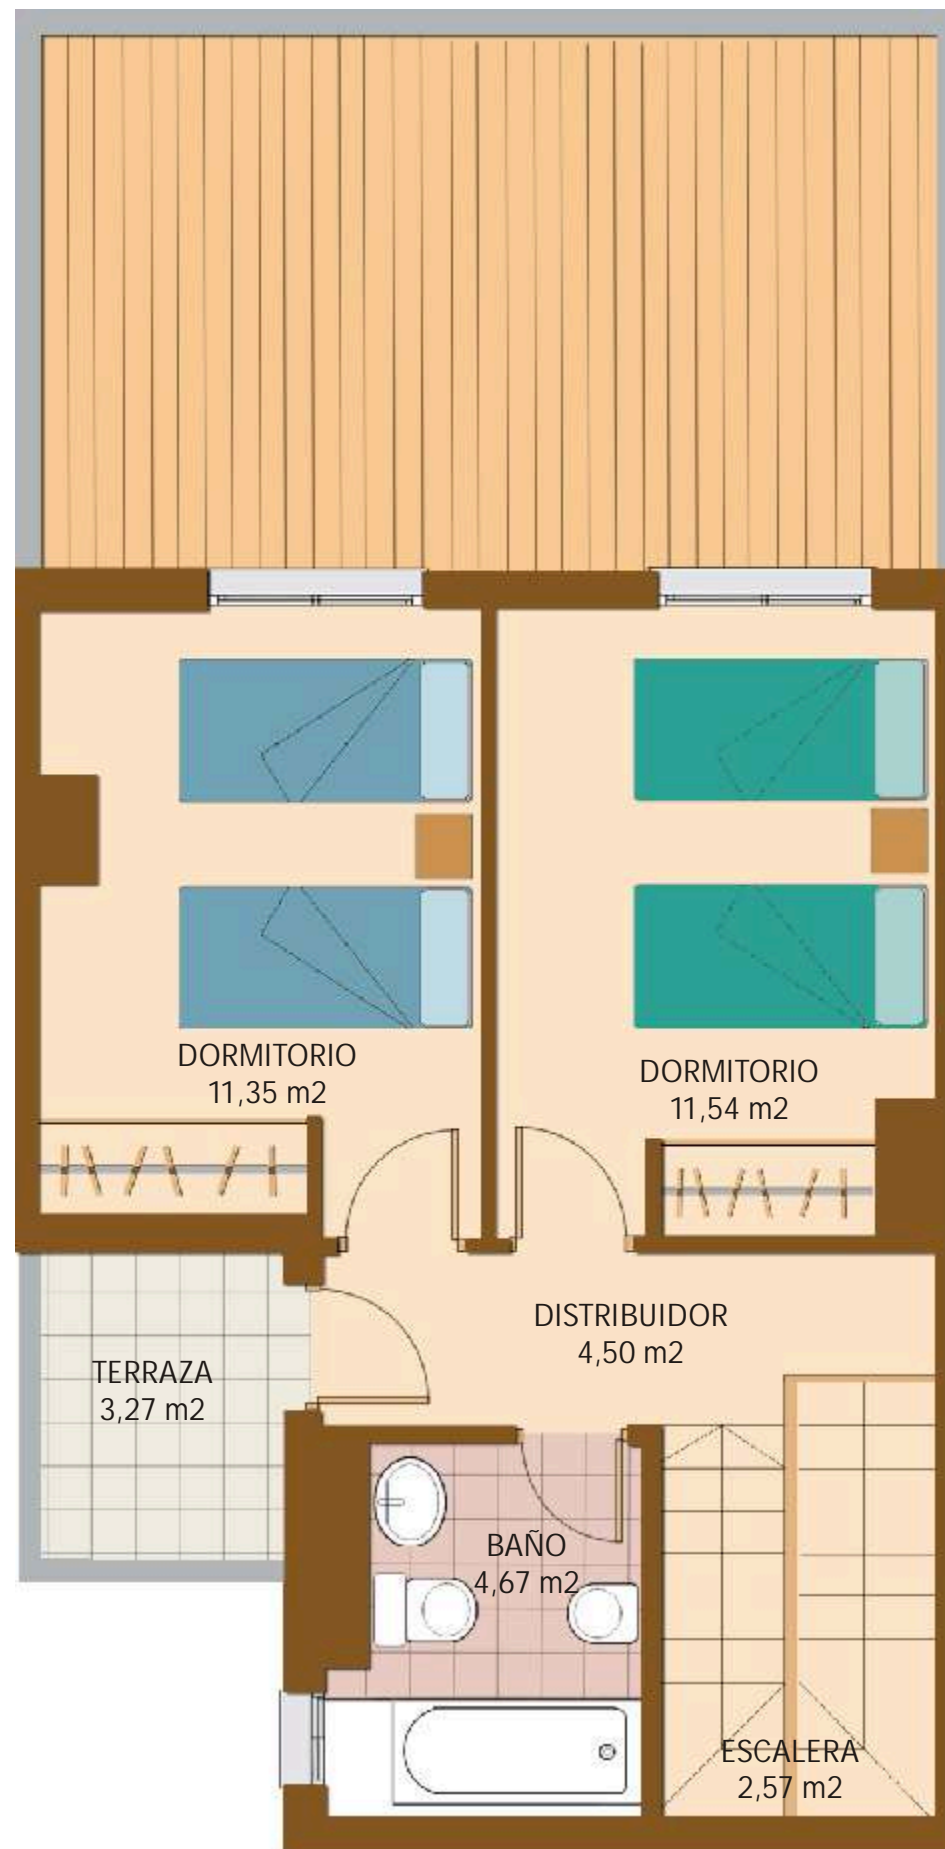 DORMITORIO
11,35 m2
DORMITORIO
11,54 m2
DISTRIBUIDOR
4,50 m2
TERRAZA
3,27 m2
BAÑO
4,67 m2
ESCALERA
2,57 m2